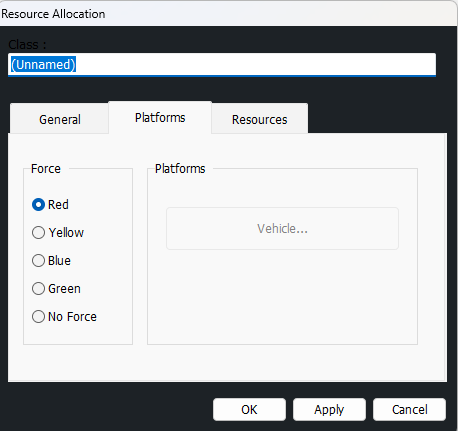 Resource Allocation
Class :
(Unnamed)
General Platforms Resources
Force Platforms
Red
Vehicle...
Yellow
Blue
Green
No Force
OK Apply Cancel